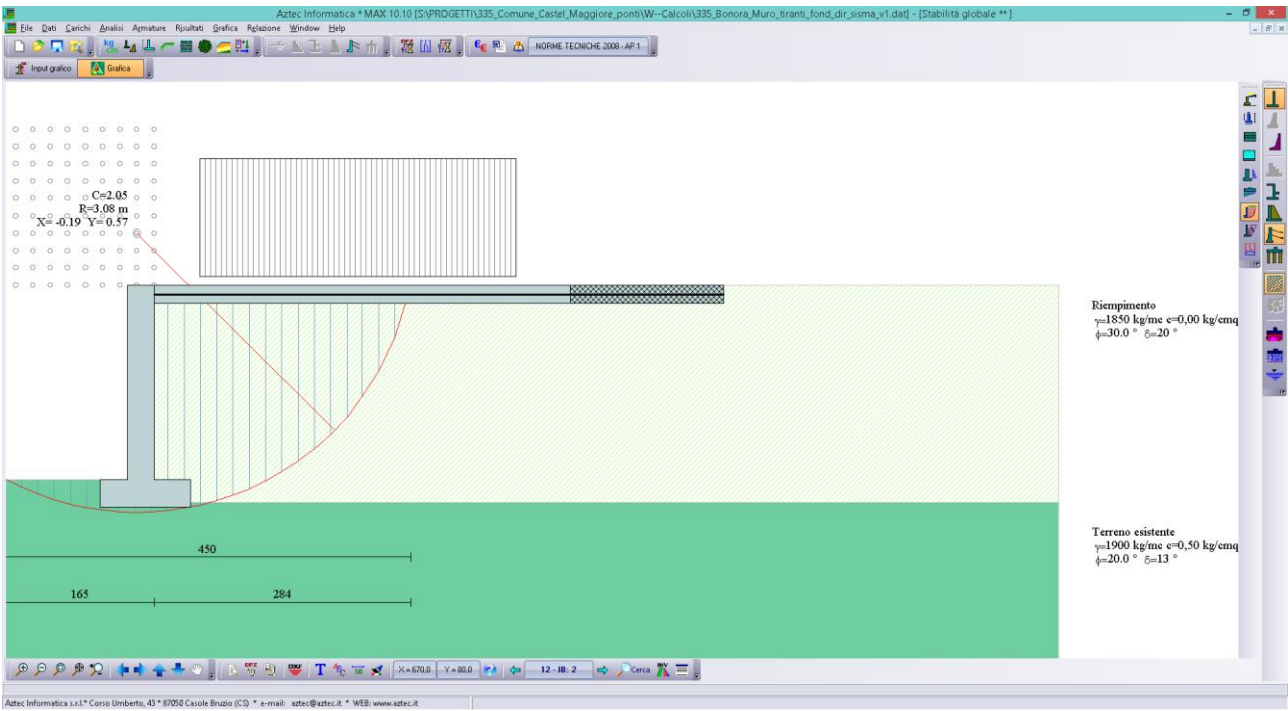 Aztec Informatica * MAX 10.10 [S:\PROGETTI\335_Comune_Castel_Maggiore_ponti\W--Calcoli\335_Bonora_Muro_tiranti_fond_dir_sisma_v1.dat] - [Stabilità globale ** ]
File Dati Carichi Analisi Armature Risultati Grafica Relazione Window Help
NORME TECNICHE 2008 - AP 1
Input grafico Grafica
C=2.05
R=3.08 m
X= -0.19 Y= 0.57
Riempimento
γ=1850 kg/mc c=0,00 kg/cmq
ϕ=30.0 ° δ=20 °
Terreno esistente
γ=1900 kg/mc c=0,50 kg/cmq
ϕ=20.0 ° δ=13 °
450
165 284
X = 670,0 Y = 80,0 12 - IB: 2 Cerca
Aztec Informatica s.r.l.* Corso Umberto, 43 * 87050 Casole Bruzio (CS) * e-mail: aztec@aztec.it * WEB: www.aztec.it